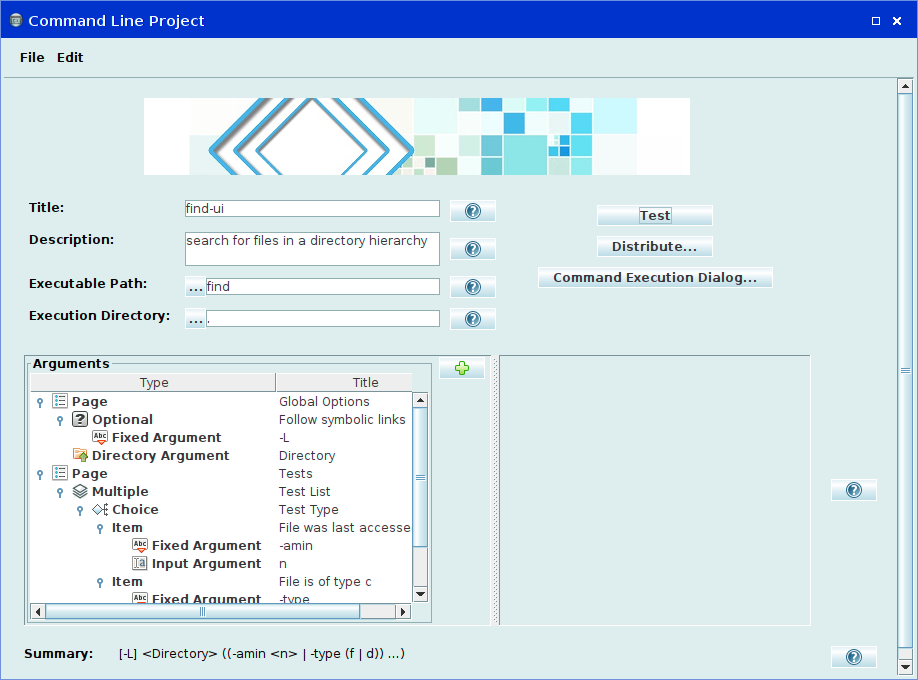 Command Line Project
File Edit
Title: find-ui
Test
Description: search for files in a directory hierarchy
Distribute...
Executable Path: ... find
Command Execution Dialog...
Execution Directory: ... .
Arguments
Type Title
Page Global Options
Optional Follow symbolic links
Fixed Argument -L
Directory Argument Directory
Page Tests
Multiple Test List
Choice Test Type
Item File was last accesse
Fixed Argument -amin
Input Argument n
Item File is of type c
Fixed Argument -type
Summary: [-L] <Directory> ((-amin <n> | -type (f | d)) ...)